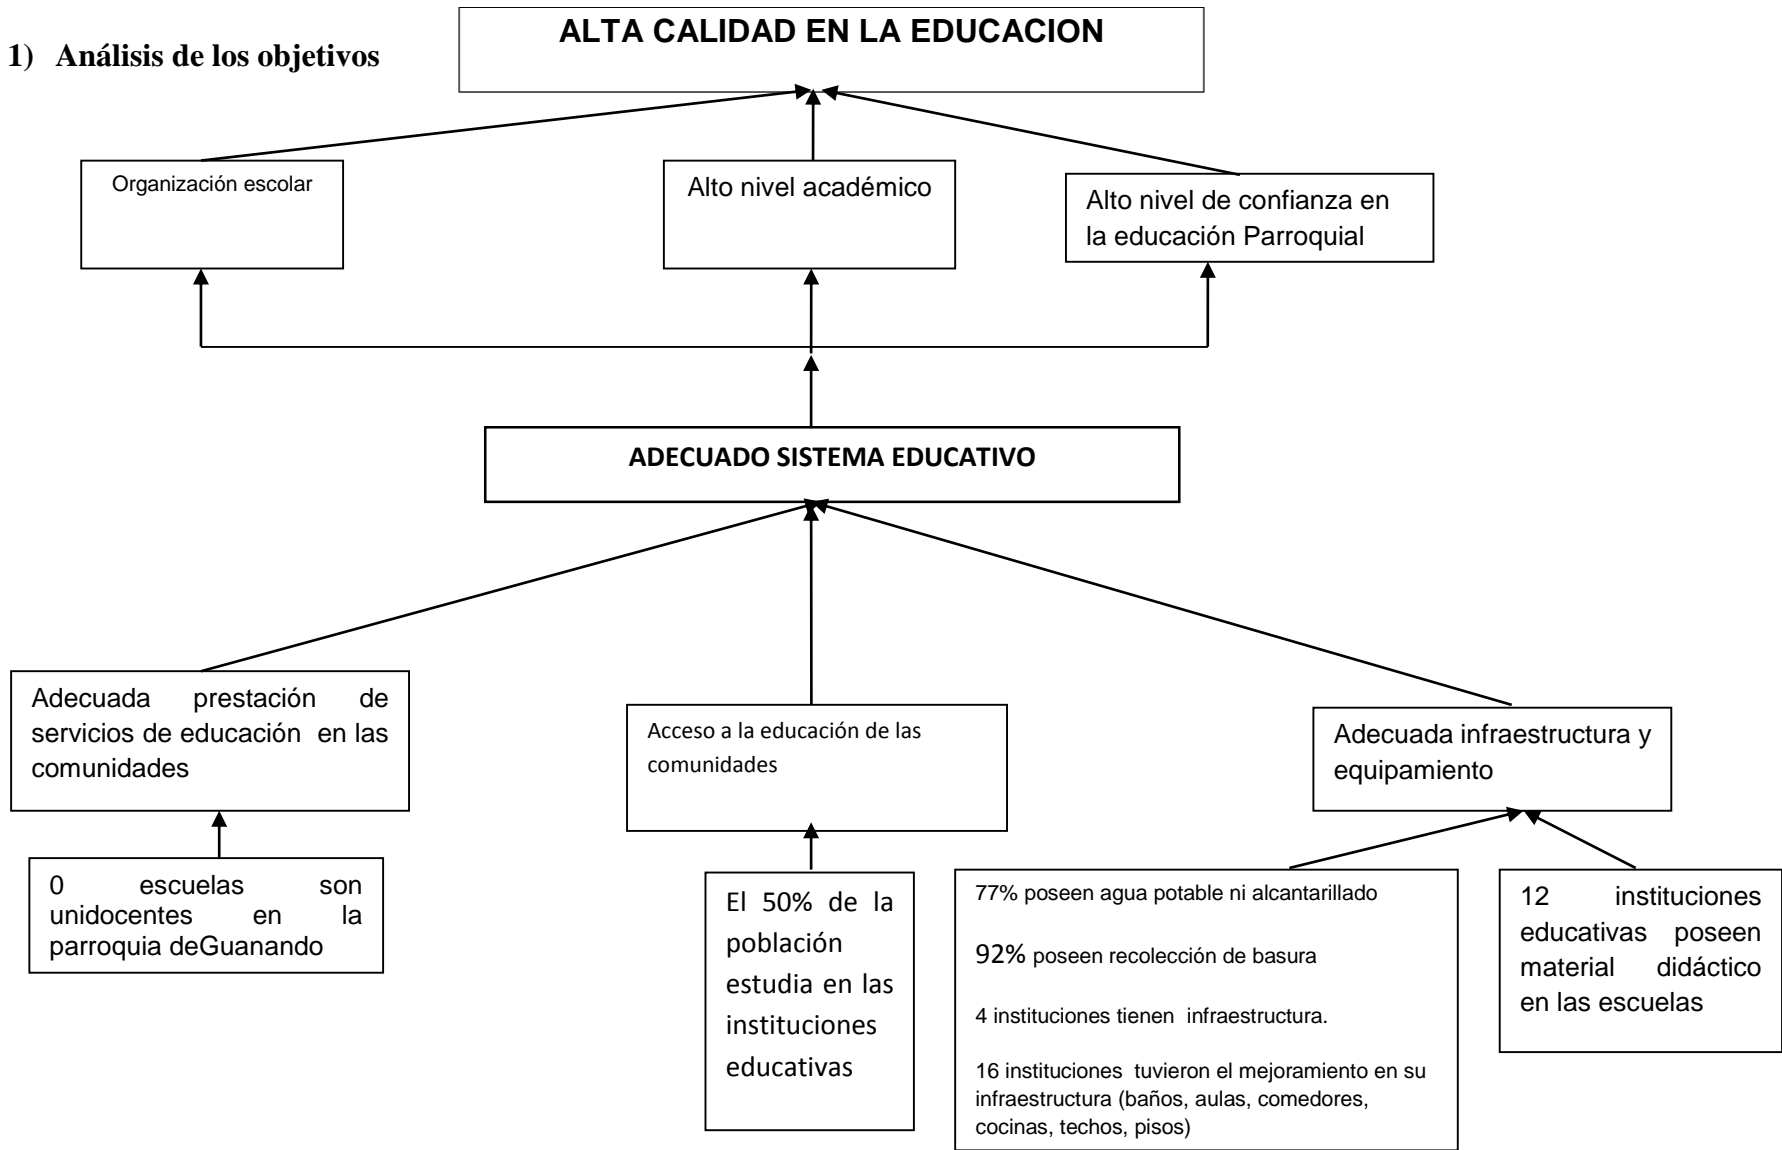 ALTA CALIDAD EN LA EDUCACION
1) Análisis de los objetivos
Organización escolar
Alto nivel académico
Alto nivel de confianza en
la educación Parroquial
ADECUADO SISTEMA EDUCATIVO
Adecuada prestación de
servicios de educación en las
comunidades
Acceso a la educación de las
comunidades
Adecuada infraestructura y
equipamiento
0 escuelas son
unidocentes en la
parroquia deGuanando
El 50% de la
población
estudia en las
instituciones
educativas
77% poseen agua potable ni alcantarillado
92% poseen recolección de basura
4 instituciones tienen infraestructura.
16 instituciones tuvieron el mejoramiento en su
infraestructura (baños, aulas, comedores,
cocinas, techos, pisos)
12 instituciones
educativas poseen
material didáctico
en las escuelas